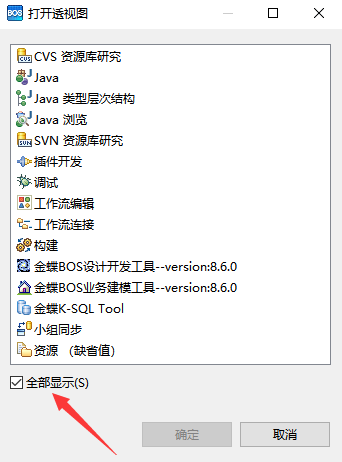 BOS 打开透视图
CVS 资源库研究
Java
Java 类型层次结构
Java 浏览
SVN 资源库研究
插件开发
调试
工作流编辑
工作流连接
构建
金蝶BOS设计开发工具--version:8.6.0
金蝶BOS业务建模工具--version:8.6.0
金蝶K-SQL Tool
小组同步
资源 （缺省值）
全部显示(S)
确定 取消